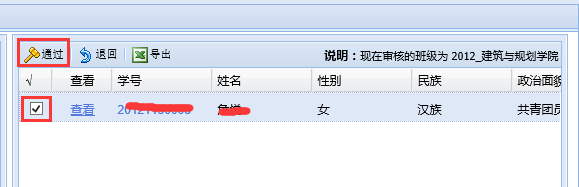 通过 退回 导出 说明：现在审核的班级为 2012_建筑与规划学院
√ 查看 学号 姓名 性别 民族 政治面貌
查看 女 汉族 共青团员